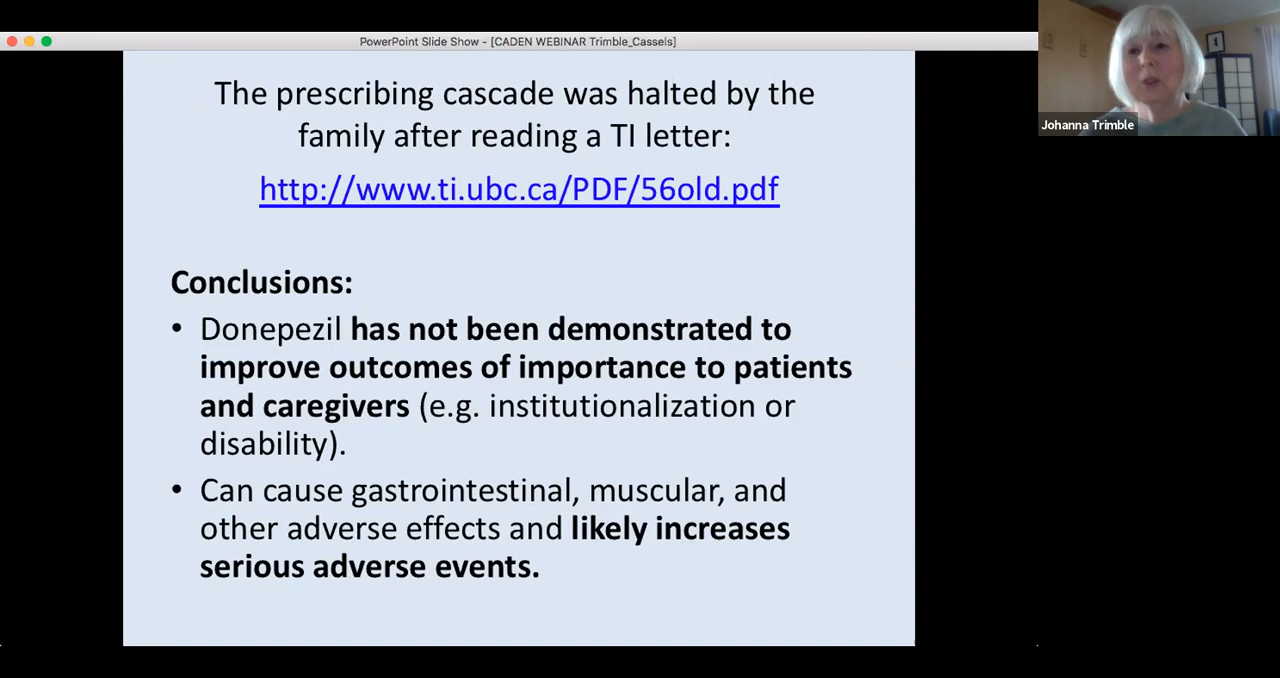 PowerPoint Slide Show - [CADEN WEBINAR Trimble_Cassels]
The prescribing cascade was halted by the
family after reading a TI letter:
http://www.ti.ubc.ca/PDF/56old.pdf
Conclusions:
• Donepezil has not been demonstrated to
improve outcomes of importance to patients
and caregivers (e.g. institutionalization or
disability).
• Can cause gastrointestinal, muscular, and
other adverse effects and likely increases
serious adverse events.
Johanna Trimble